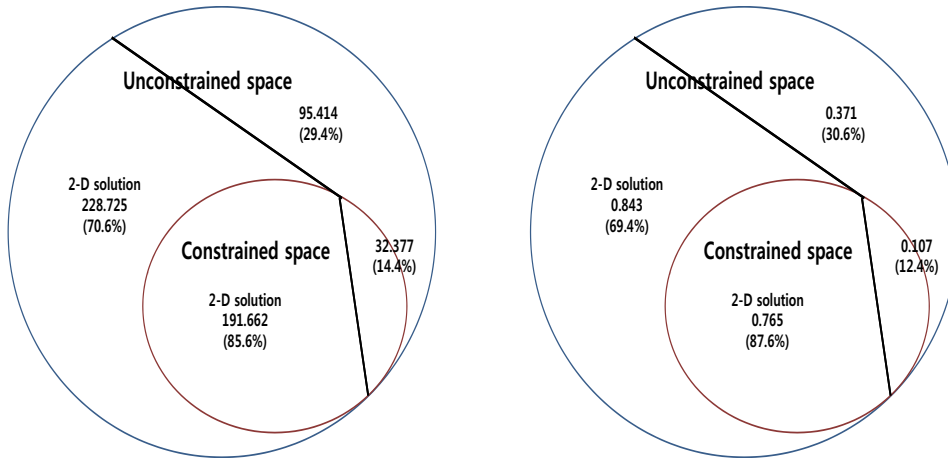 Unconstrained space
95.414
(29.4%)
2-D solution
228.725
(70.6%)
Constrained space
32.377
(14.4%)
2-D solution
191.662
(85.6%)
Unconstrained space
0.371
(30.6%)
2-D solution
0.843
(69.4%)
Constrained space
0.107
(12.4%)
2-D solution
0.765
(87.6%)